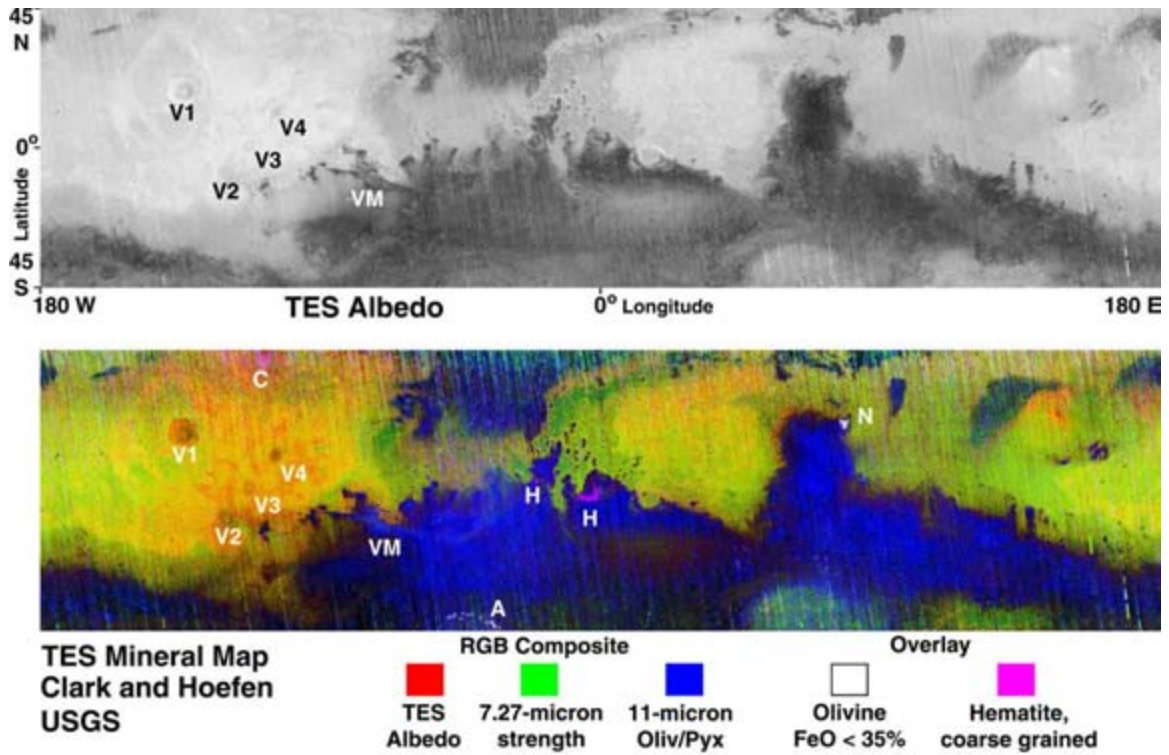 45
N
V1
V4
0°
V3
V2
VM
Latitude
45
S
180 W
TES Albedo
0° Longitude
180 E
C
N
V1
V4
H
H
V3
V2
VM
A
TES Mineral Map
Clark and Hoefen
USGS
RGB Composite
Overlay
TES
Albedo
7.27-micron
strength
11-micron
Oliv/Pyx
Olivine
FeO < 35%
Hematite,
coarse grained